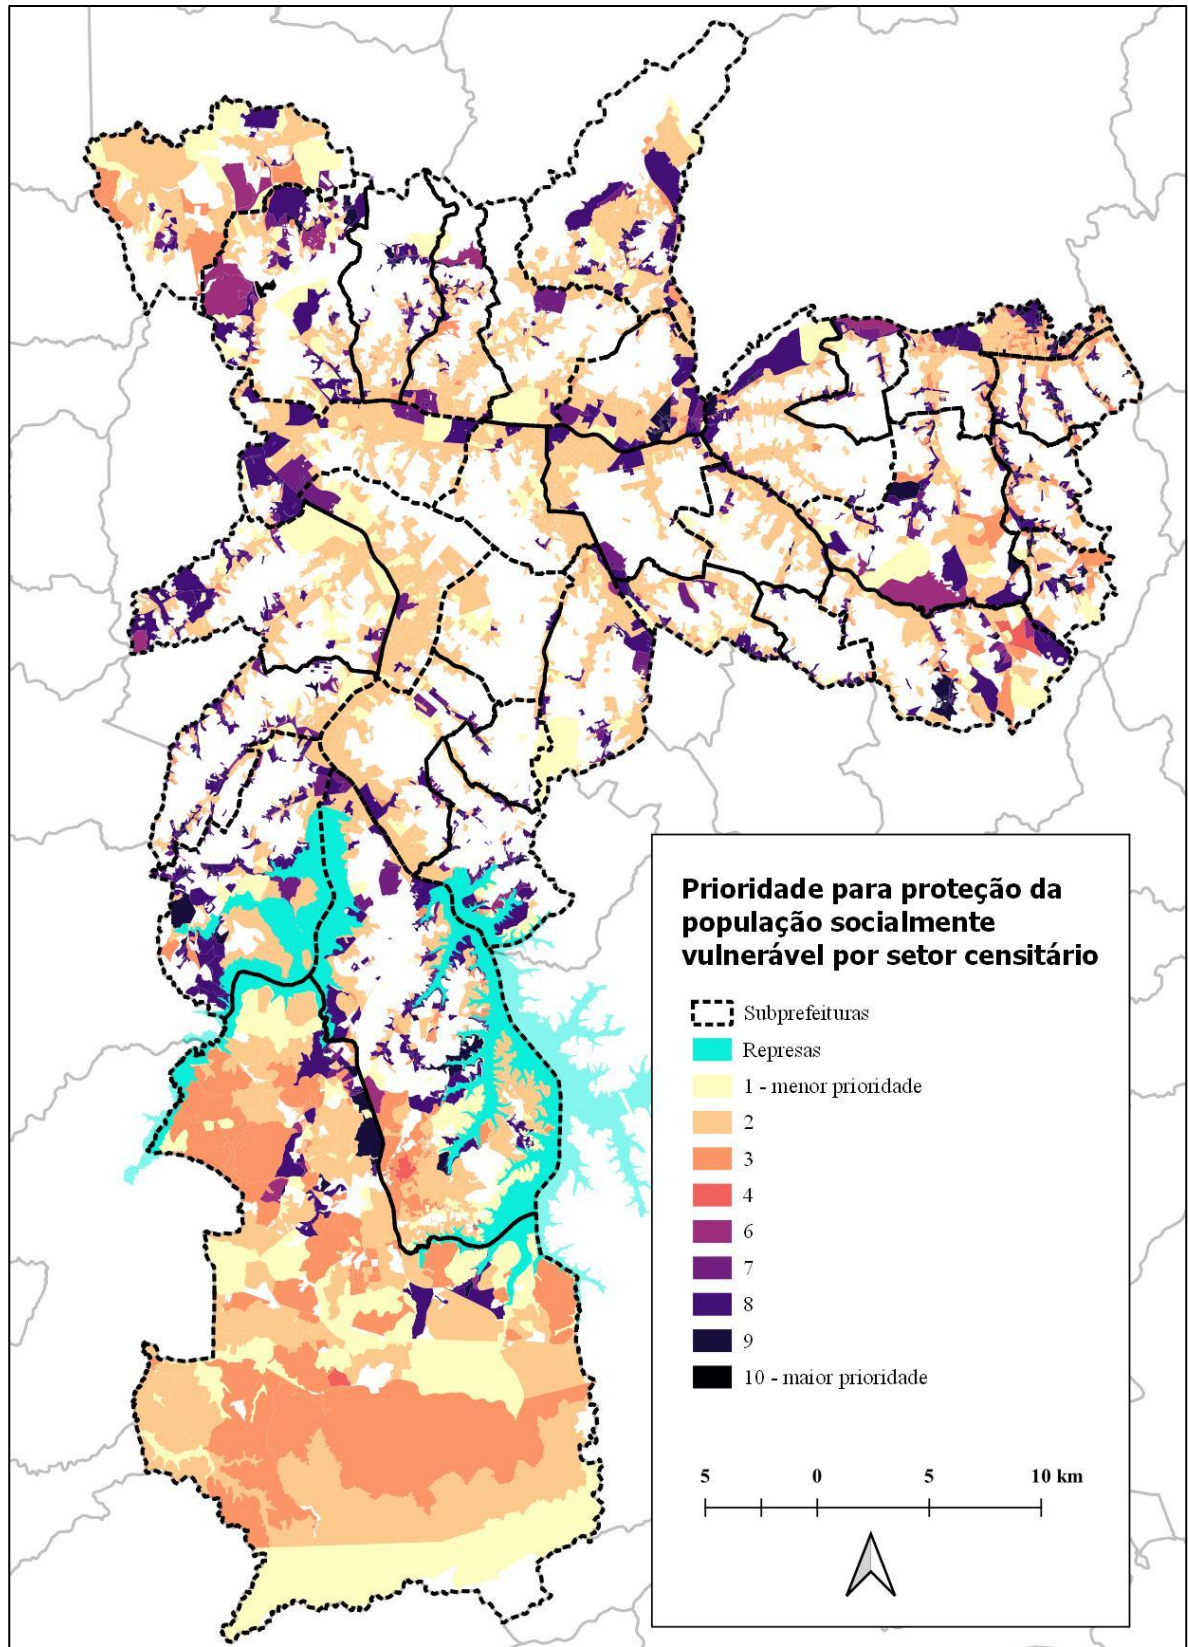 Prioridade para proteção da
população socialmente
vulnerável por setor censitário
Subprefeituras
Represas
1 - menor prioridade
2
3
4
6
7
8
9
10 - maior prioridade
5 0 5 10 km